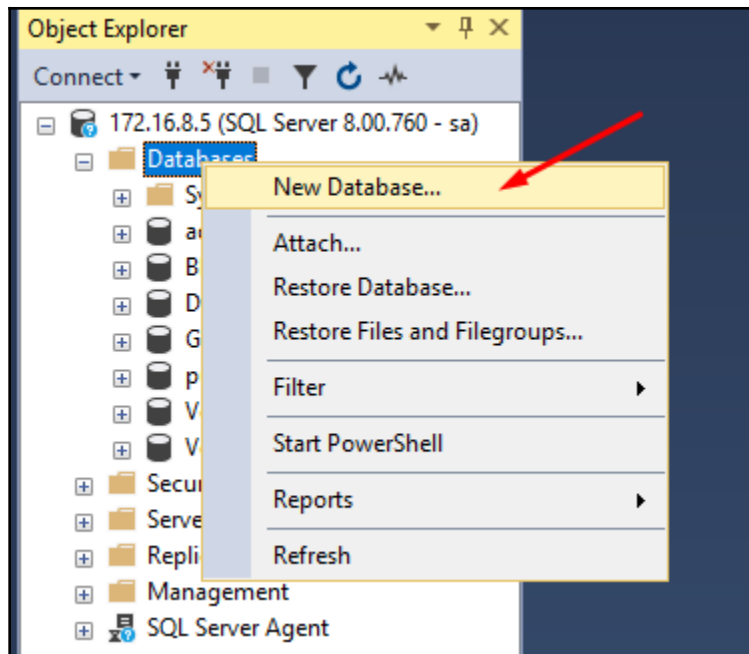 Object Explorer
Connect
172.16.8.5 (SQL Server 8.00.760 - sa)
Databases
New Database...
Attach...
Restore Database...
Restore Files and Filegroups...
Filter
Start PowerShell
Reports
Refresh
Management
SQL Server Agent